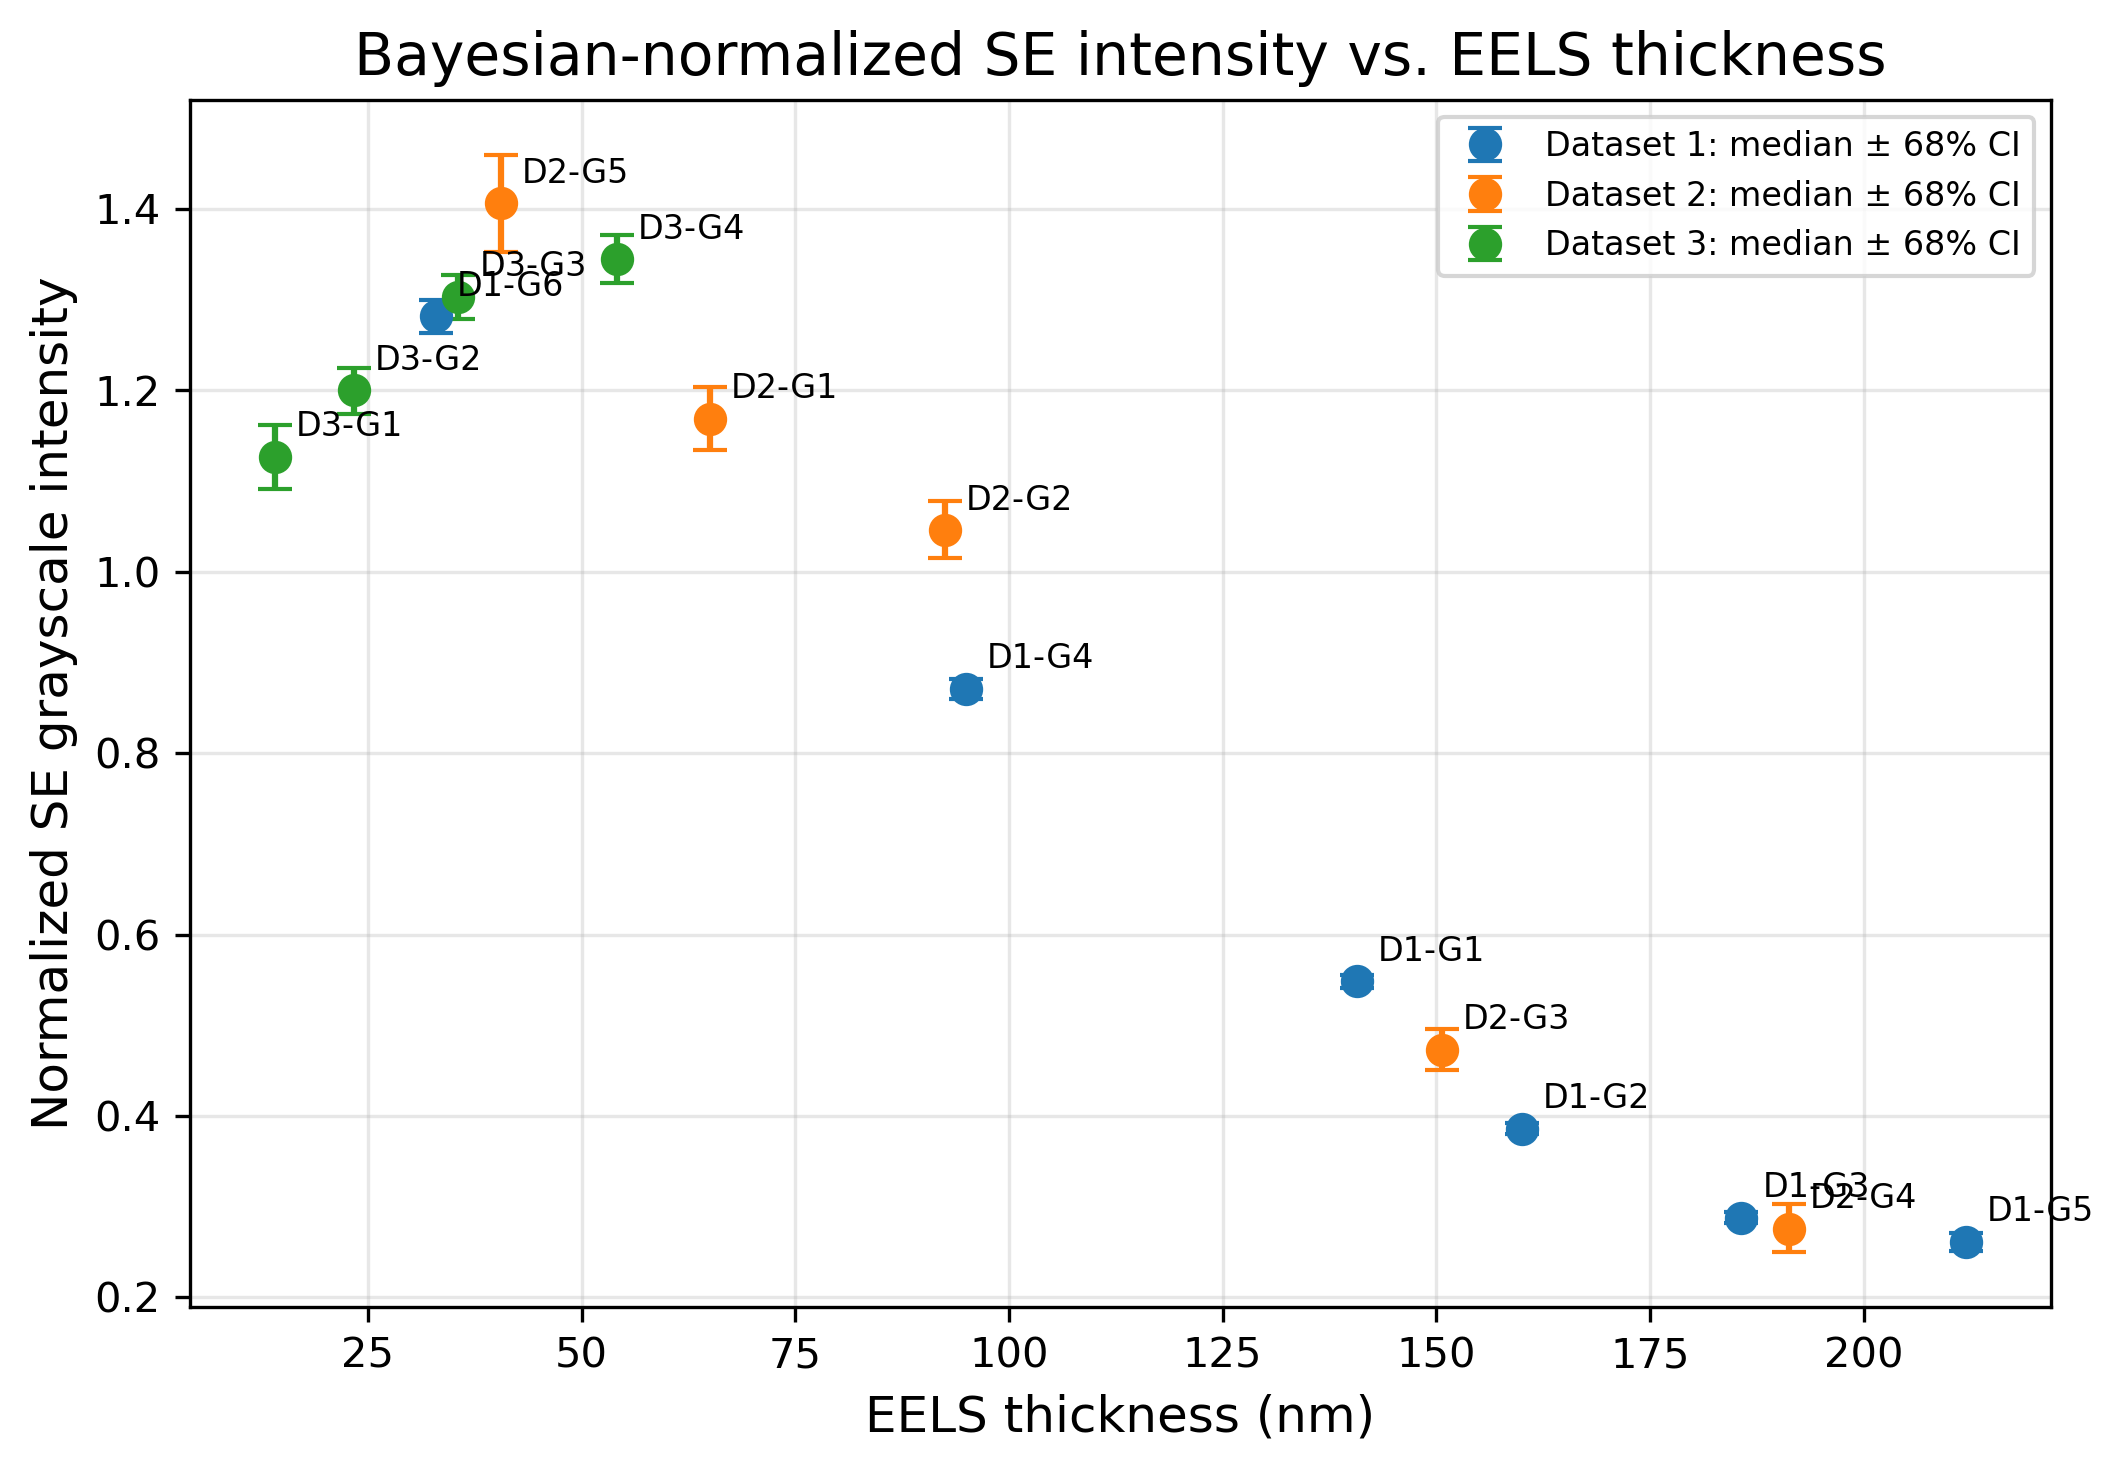 Bayesian-normalized SE intensity vs. EELS thickness
Dataset 1: median ± 68% CI
Dataset 2: median ± 68% CI
Dataset 3: median ± 68% CI
Normalized SE grayscale intensity
1.4
1.2
1.0
0.8
0.6
0.4
0.2
D2-G5
D3-G4
D3-G3
D1-G6
D3-G2
D2-G1
D3-G1
D2-G2
D1-G4
D1-G1
D2-G3
D1-G2
D1-G3
D2-G4
D1-G5
25 50 75 100 125 150 175 200
EELS thickness (nm)